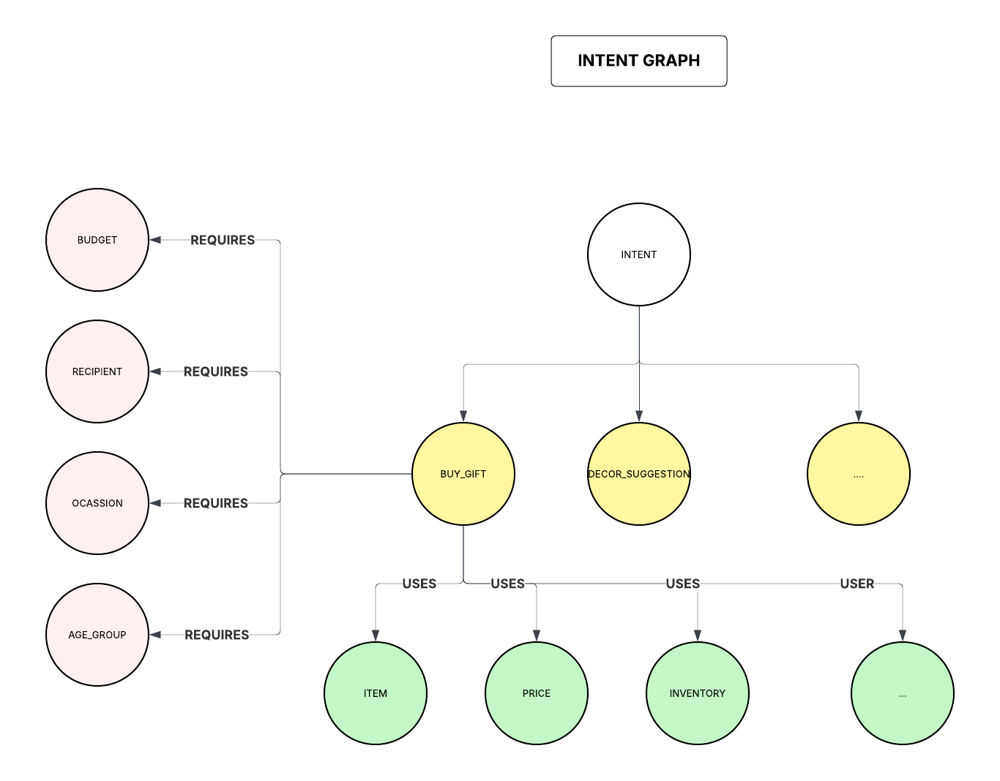 INTENT GRAPH
INTENT
BUDGET
REQUIRES
RECIPIENT
REQUIRES
OCASSION
REQUIRES
AGE_GROUP
REQUIRES
BUY_GIFT
DECOR_SUGGESTION
....
USES
USES
USES
USER
ITEM
PRICE
INVENTORY
...